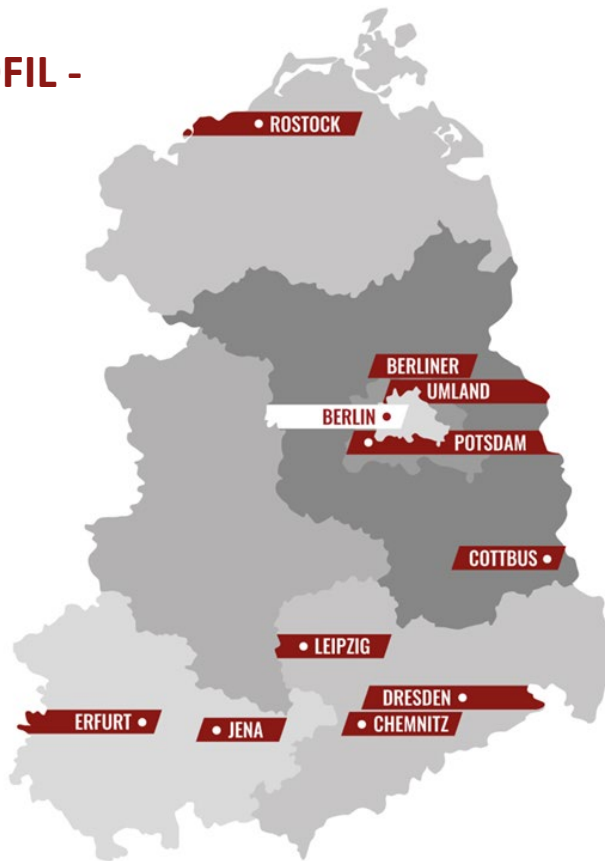 FIL -
ROSTOCK
BERLINER
UMLAND
BERLIN
POTSDAM
COTTBUS
LEIPZIG
DRESDEN
ERFURT
JENA
CHEMNITZ